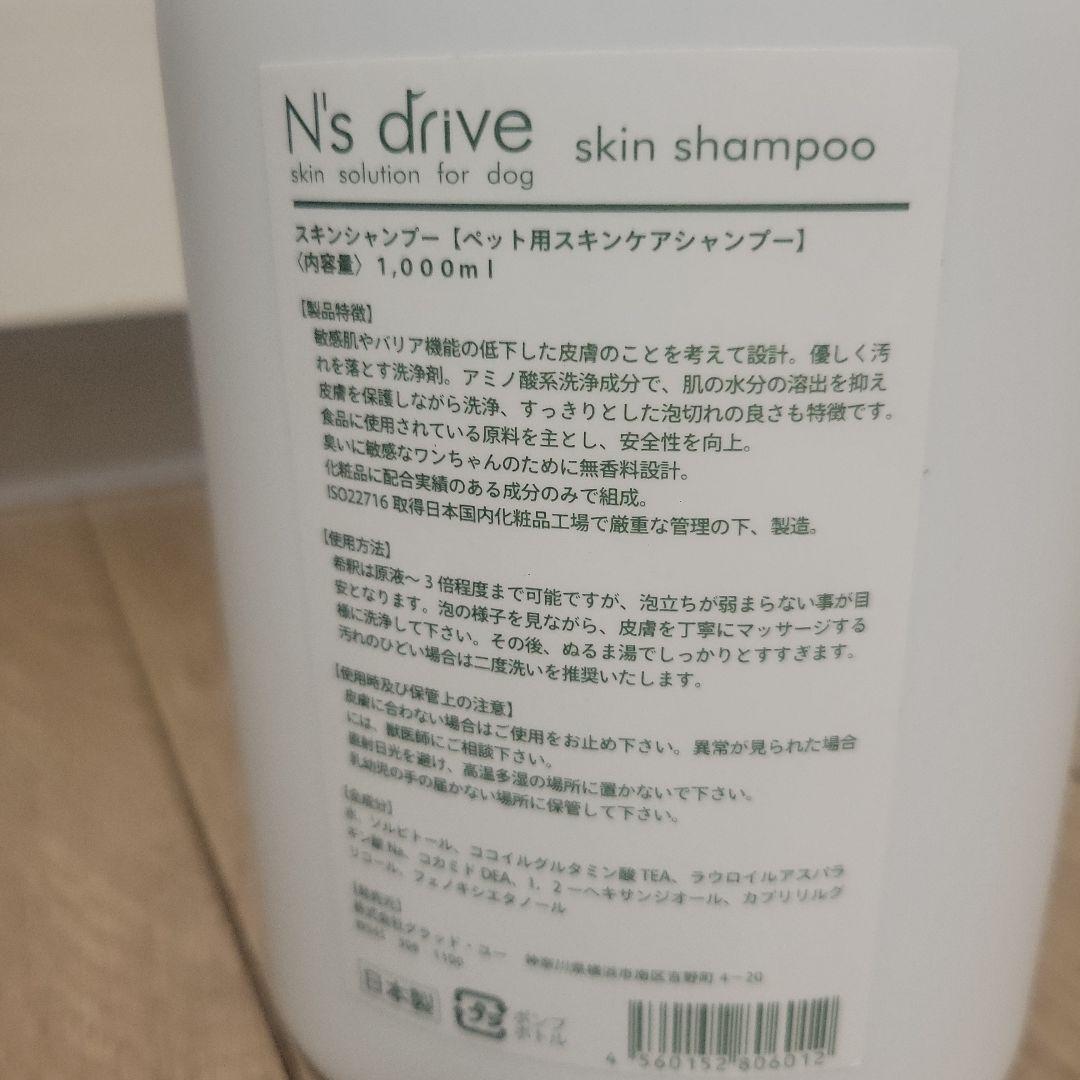 N's drive skin shampoo
skin solution for dog
スキンシャンプー【ペット用スキンケアシャンプー】
〈内容量〉1,000ml
【製品特徴】
敏感肌やバリア機能の低下した皮膚のことを考えて設計。優しく汚
れを落とす洗浄剤。アミノ酸系洗浄成分で、肌の水分の溶出を抑え
皮膚を保護しながら洗浄、すっきりとした泡切れの良さも特徴です。
食品に使用されている原料を主とし、安全性を向上。
臭いに敏感なワンちゃんのために無香料設計。
化粧品に配合実績のある成分のみで組成。
ISO22716 取得日本国内化粧品工場で厳重な管理の下、製造。
【使用方法】
希釈は原液～3倍程度まで可能ですが、泡立ちが弱まらない事が目
安となります。泡の様子を見ながら、皮膚を丁寧にマッサージする
様に洗浄して下さい。その後、ぬるま湯でしっかりとすすぎます。
汚れのひどい場合は二度洗いを推奨いたします。
【使用時及び保管上の注意】
皮膚に合わない場合はご使用をお止め下さい。異常が見られた場合
には、獣医師にご相談下さい。
直射日光を避け、高温多湿の場所に置かないで下さい。
乳幼児の手の届かない場所に保管して下さい。
【全成分】
水、ソルビトール、ココイルグルタミン酸TEA、ラウロイルアスパラ
ギン酸Na、コカミドDEA、1，2－ヘキサンジオール、カプリリルグ
リコール、フェノキシエタノール
株式会社グラッド・ユー 神奈川県横浜市南区吉野町4－20
日本製
プラ
ポンプ
ボトル
4 560152 806012